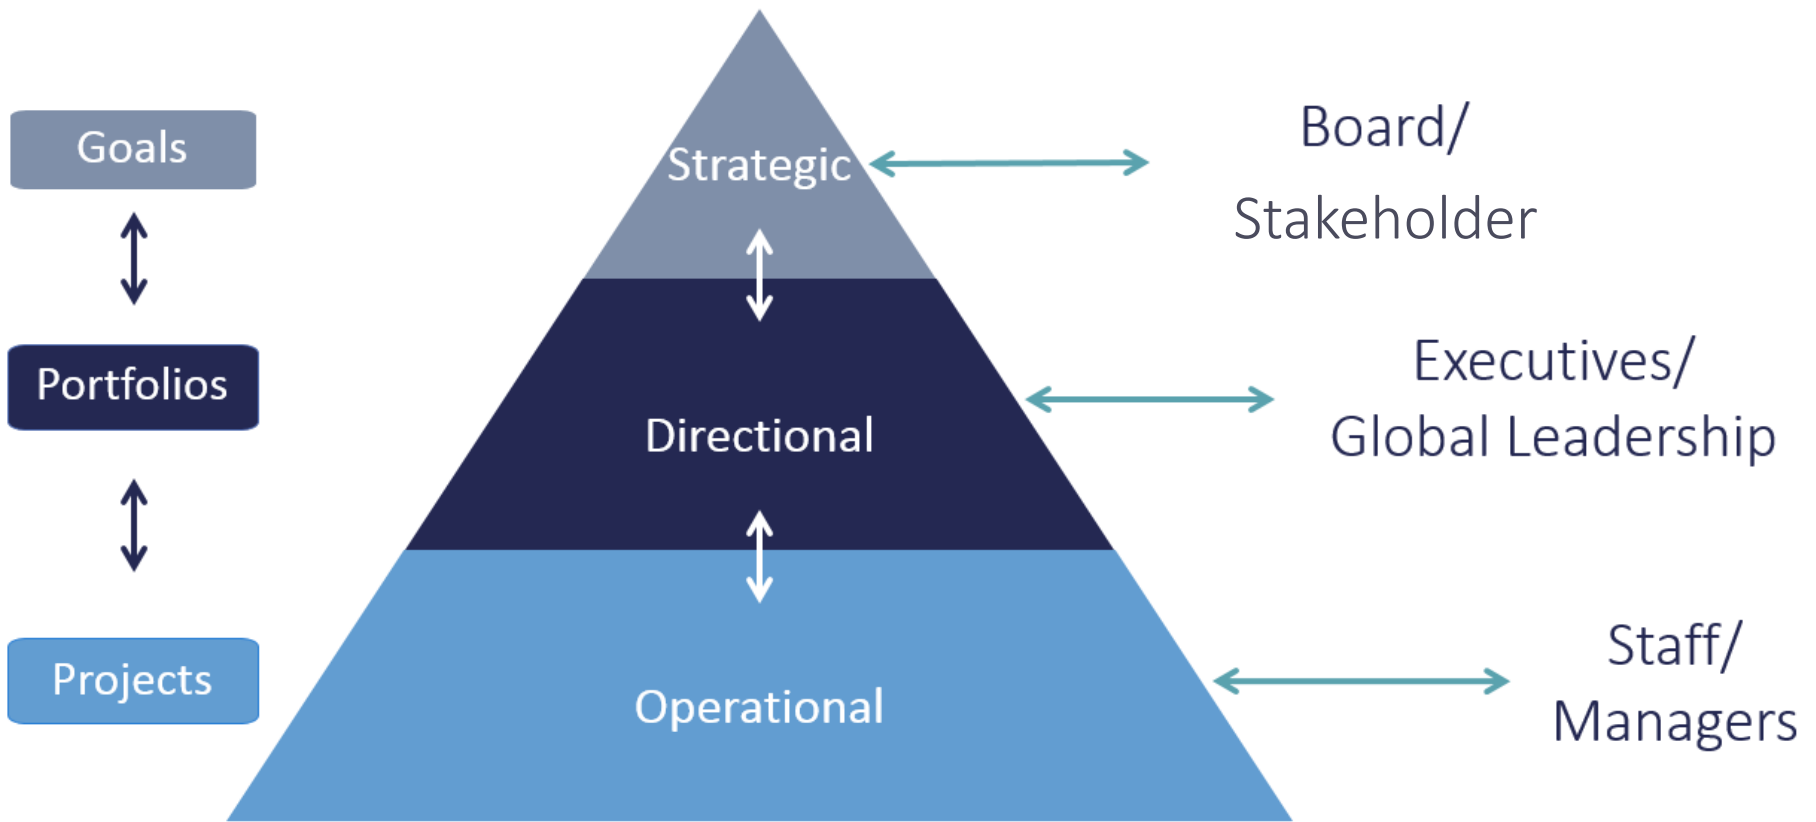 Goals
Strategic
Board/
Stakeholder
Portfolios
Directional
Executives/
Global Leadership
Projects
Operational
Staff/
Managers